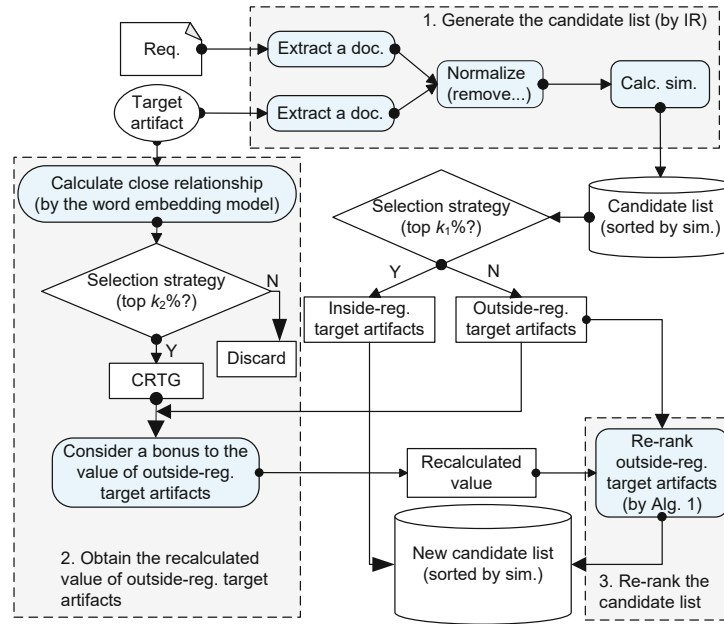 1. Generate the candidate list (by IR)
Req.
Extract a doc.
Normalize
(remove...)
Calc. sim.
Target
artifact
Extract a doc.
Calculate close relationship
(by the word embedding model)
Selection strategy
(top k₁%?)
Candidate list
(sorted by sim.)
Selection strategy
(top k₂%?)
N
Y
N
Inside-reg.
target artifacts
Outside-reg.
target artifacts
Y
Discard
CRTG
Consider a bonus to the
value of outside-reg.
target artifacts
Recalculated
value
Re-rank
outside-reg.
target artifacts
(by Alg. 1)
New candidate list
(sorted by sim.)
2. Obtain the recalculated
value of outside-reg. target
artifacts
3. Re-rank the
candidate list